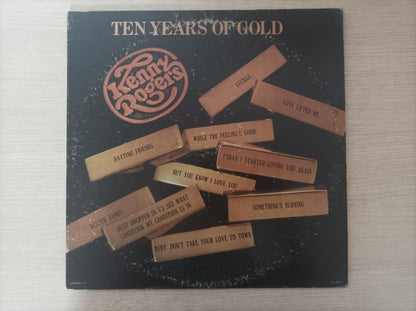 TEN YEARS OF GOLD
Kenny
Rogers
LUCILLE
LOVE LIFTED ME
WHILE THE FEELING'S GOOD
DAYTIME FRIENDS
TODAY I STARTED LOVING YOU AGAIN
BUT YOU KNOW I LOVE YOU
SOMETHING'S BURNING
REUBEN JAMES
JUST DROPPED IN TO SEE WHAT
CONDITION MY CONDITION IS IN
RUBY, DON'T TAKE YOUR LOVE TO TOWN